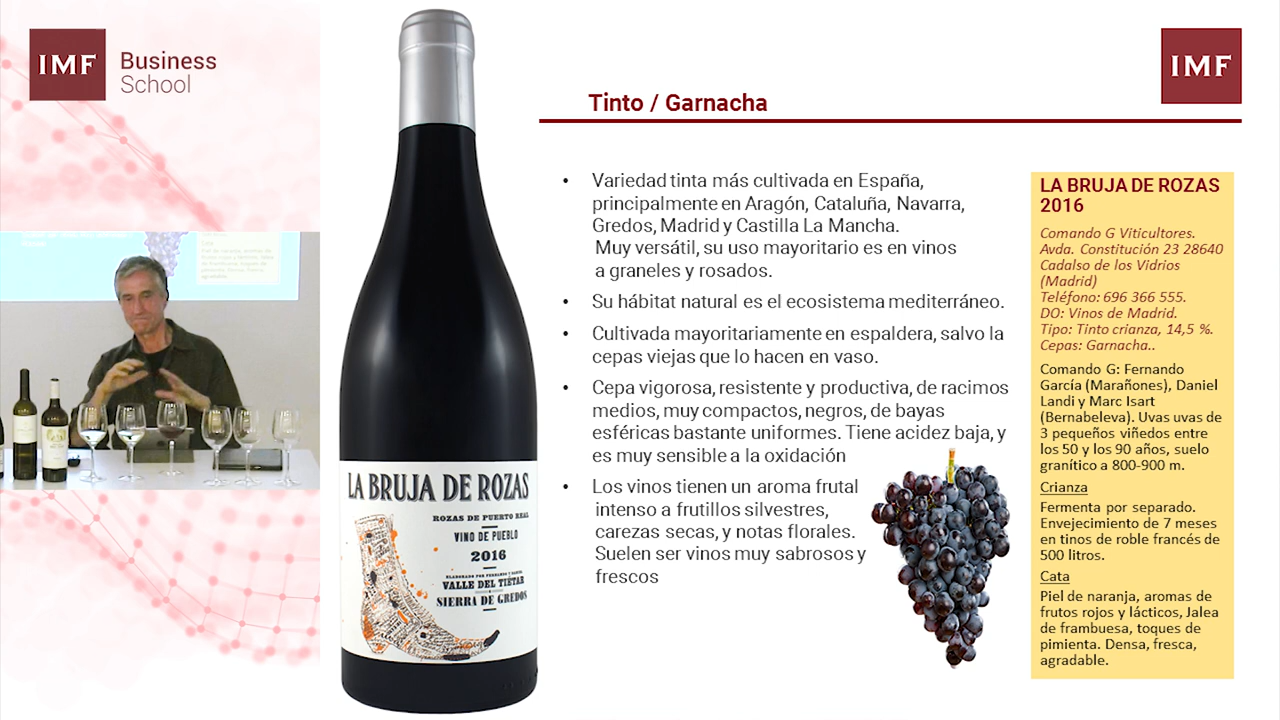 IMF Business
School
IMF
Tinto / Garnacha
• Variedad tinta más cultivada en España,
principalmente en Aragón, Cataluña, Navarra,
Gredos, Madrid y Castilla La Mancha.
Muy versátil, su uso mayoritario es en vinos
a graneles y rosados.
• Su hábitat natural es el ecosistema mediterráneo.
• Cultivada mayoritariamente en espaldera, salvo la
cepas viejas que lo hacen en vaso.
• Cepa vigorosa, resistente y productiva, de racimos
medios, muy compactos, negros, de bayas
esféricas bastante uniformes. Tiene acidez baja, y
es muy sensible a la oxidación
• Los vinos tienen un aroma frutal
intenso a frutillos silvestres,
carezas secas, y notas florales.
Suelen ser vinos muy sabrosos y
frescos
LA BRUJA DE ROZAS
2016
Comando G Viticultores.
Avda. Constitución 23 28640
Cadalso de los Vidrios
(Madrid)
Teléfono: 696 366 555.
DO: Vinos de Madrid.
Tipo: Tinto crianza, 14,5 %.
Cepas: Garnacha..
Comando G: Fernando
García (Marañones), Daniel
Landi y Marc Isart
(Bernabeleva). Uvas uvas de
3 pequeños viñedos entre
los 50 y los 90 años, suelo
granítico a 800-900 m.
Crianza
Fermenta por separado.
Envejecimiento de 7 meses
en tinos de roble francés de
500 litros.
Cata
Piel de naranja, aromas de
frutos rojos y lácticos, Jalea
de frambuesa, toques de
pimienta. Densa, fresca,
agradable.
LA BRUJA DE ROZAS
ROZAS DE PUERTO REAL
VINO DE PUEBLO
2016
ELABORADO POR FERNANDO Y DANIEL
VALLE DEL TIÉTAR
SIERRA DE GREDOS